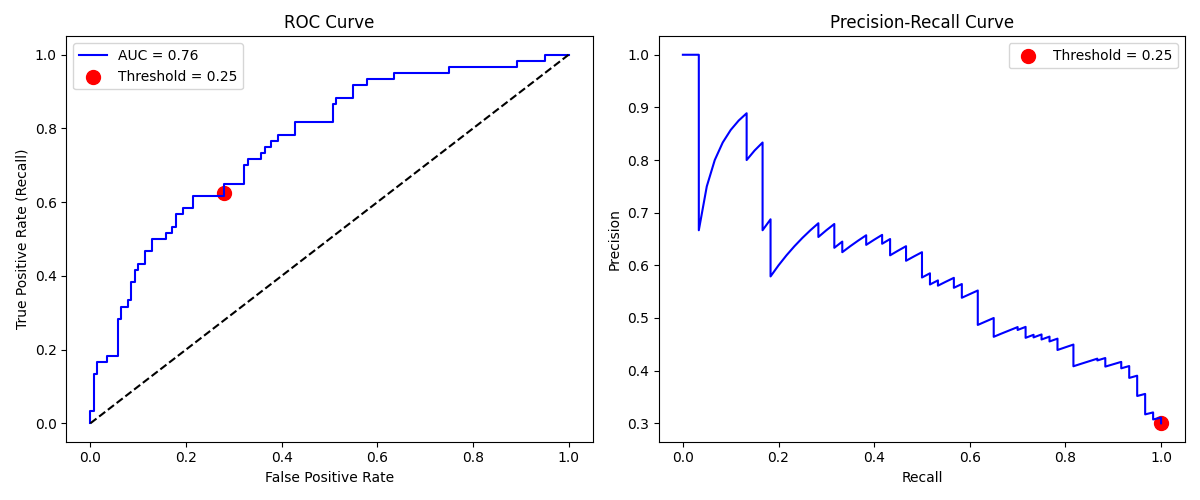 ROC Curve
AUC = 0.76
Threshold = 0.25
True Positive Rate (Recall)
1.0
0.8
0.6
0.4
0.2
0.0
0.0 0.2 0.4 0.6 0.8 1.0
False Positive Rate
Precision-Recall Curve
Threshold = 0.25
Precision
1.0
0.9
0.8
0.7
0.6
0.5
0.4
0.3
0.0 0.2 0.4 0.6 0.8 1.0
Recall